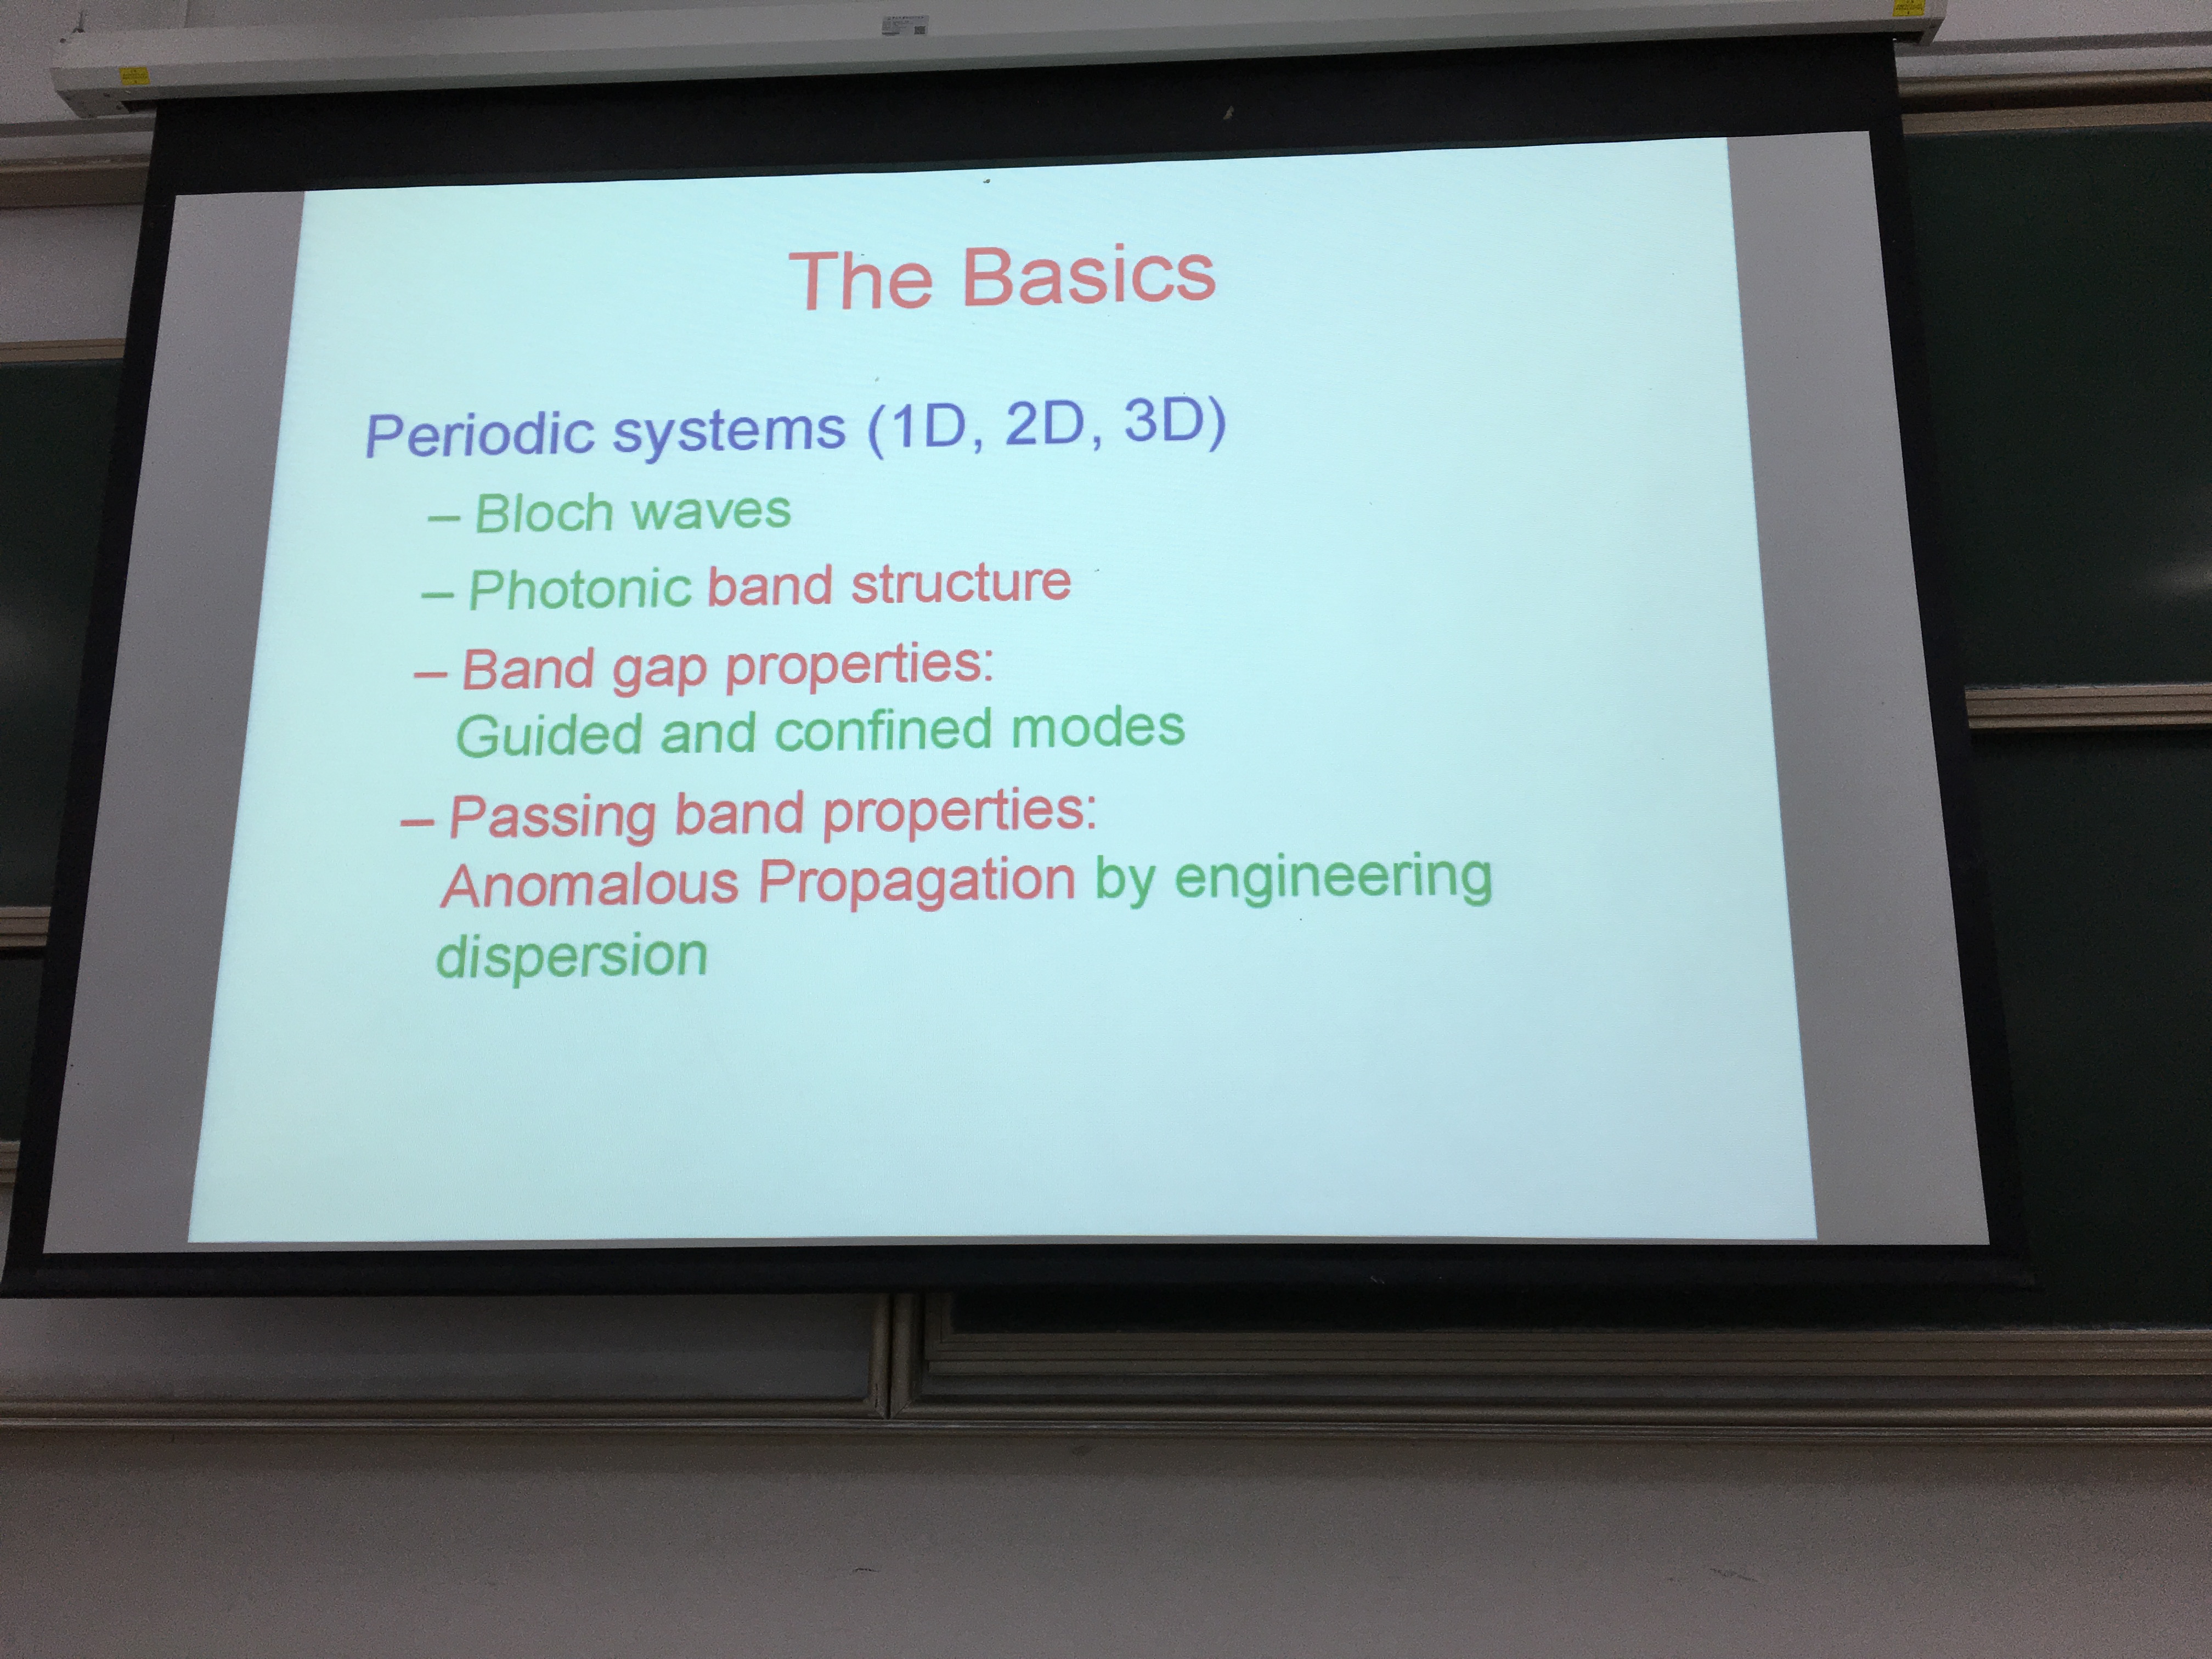 The Basics
Periodic systems (1D, 2D, 3D)
– Bloch waves
– Photonic band structure
– Band gap properties:
Guided and confined modes
– Passing band properties:
Anomalous Propagation by engineering
dispersion